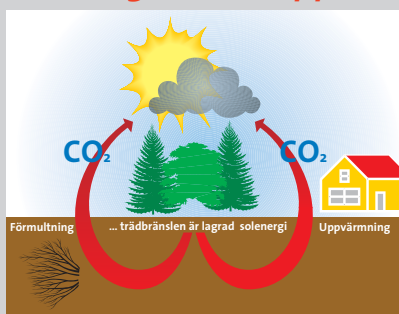 CO₂ CO₂
Förmultning ... trädbränslen är lagrad solenergi Uppvärmning